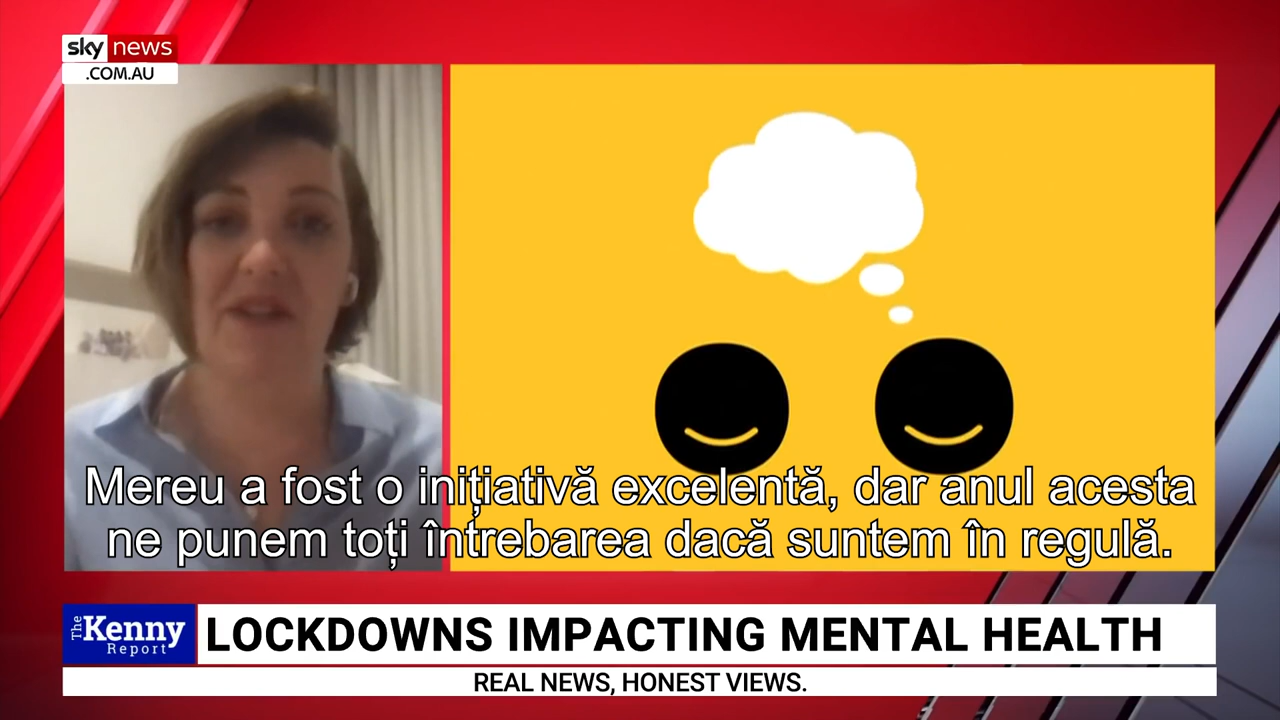 sky news
.COM.AU
Mereu a fost o inițiativă excelentă, dar anul acesta
ne punem toți întrebarea dacă suntem în regulă.
The Kenny Report
LOCKDOWNS IMPACTING MENTAL HEALTH
REAL NEWS, HONEST VIEWS.